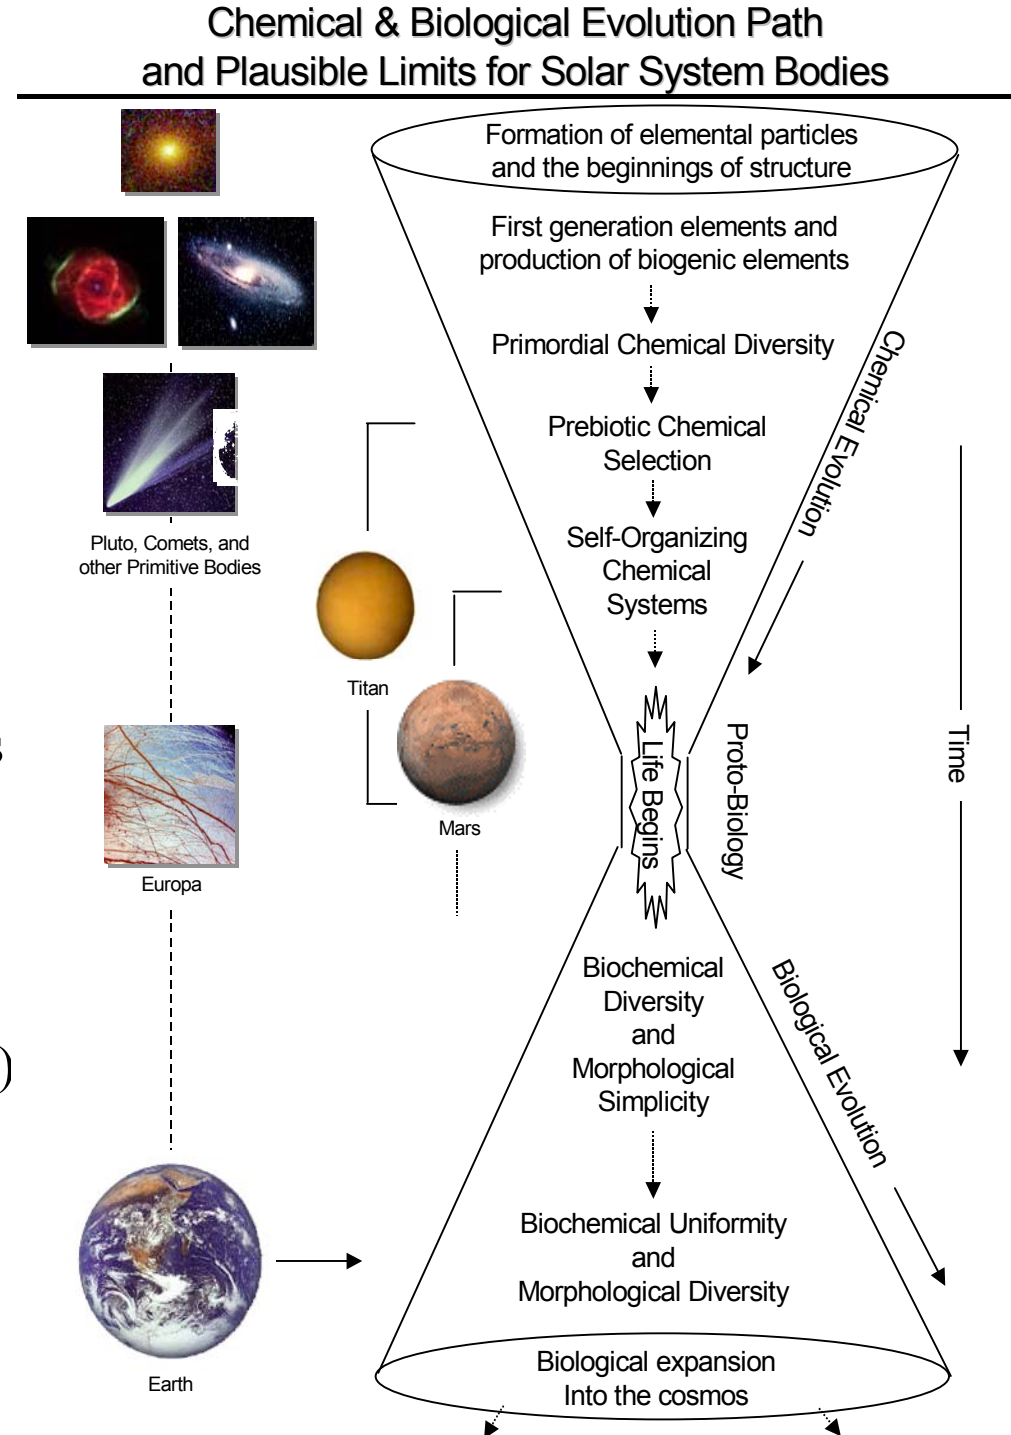 Chemical & Biological Evolution Path
and Plausible Limits for Solar System Bodies
Formation of elemental particles
and the beginnings of structure
First generation elements and
production of biogenic elements
Primordial Chemical Diversity
Chemical Evolution
Prebiotic Chemical
Selection
Self-Organizing
Chemical
Systems
Pluto, Comets, and
other Primitive Bodies
Titan
Mars
Europa
Life Begins
Proto-Biology
Time
s
Biochemical
Diversity
and
Morphological
Simplicity
Biological Evolution
)
Biochemical Uniformity
and
Morphological Diversity
Earth
Biological expansion
Into the cosmos